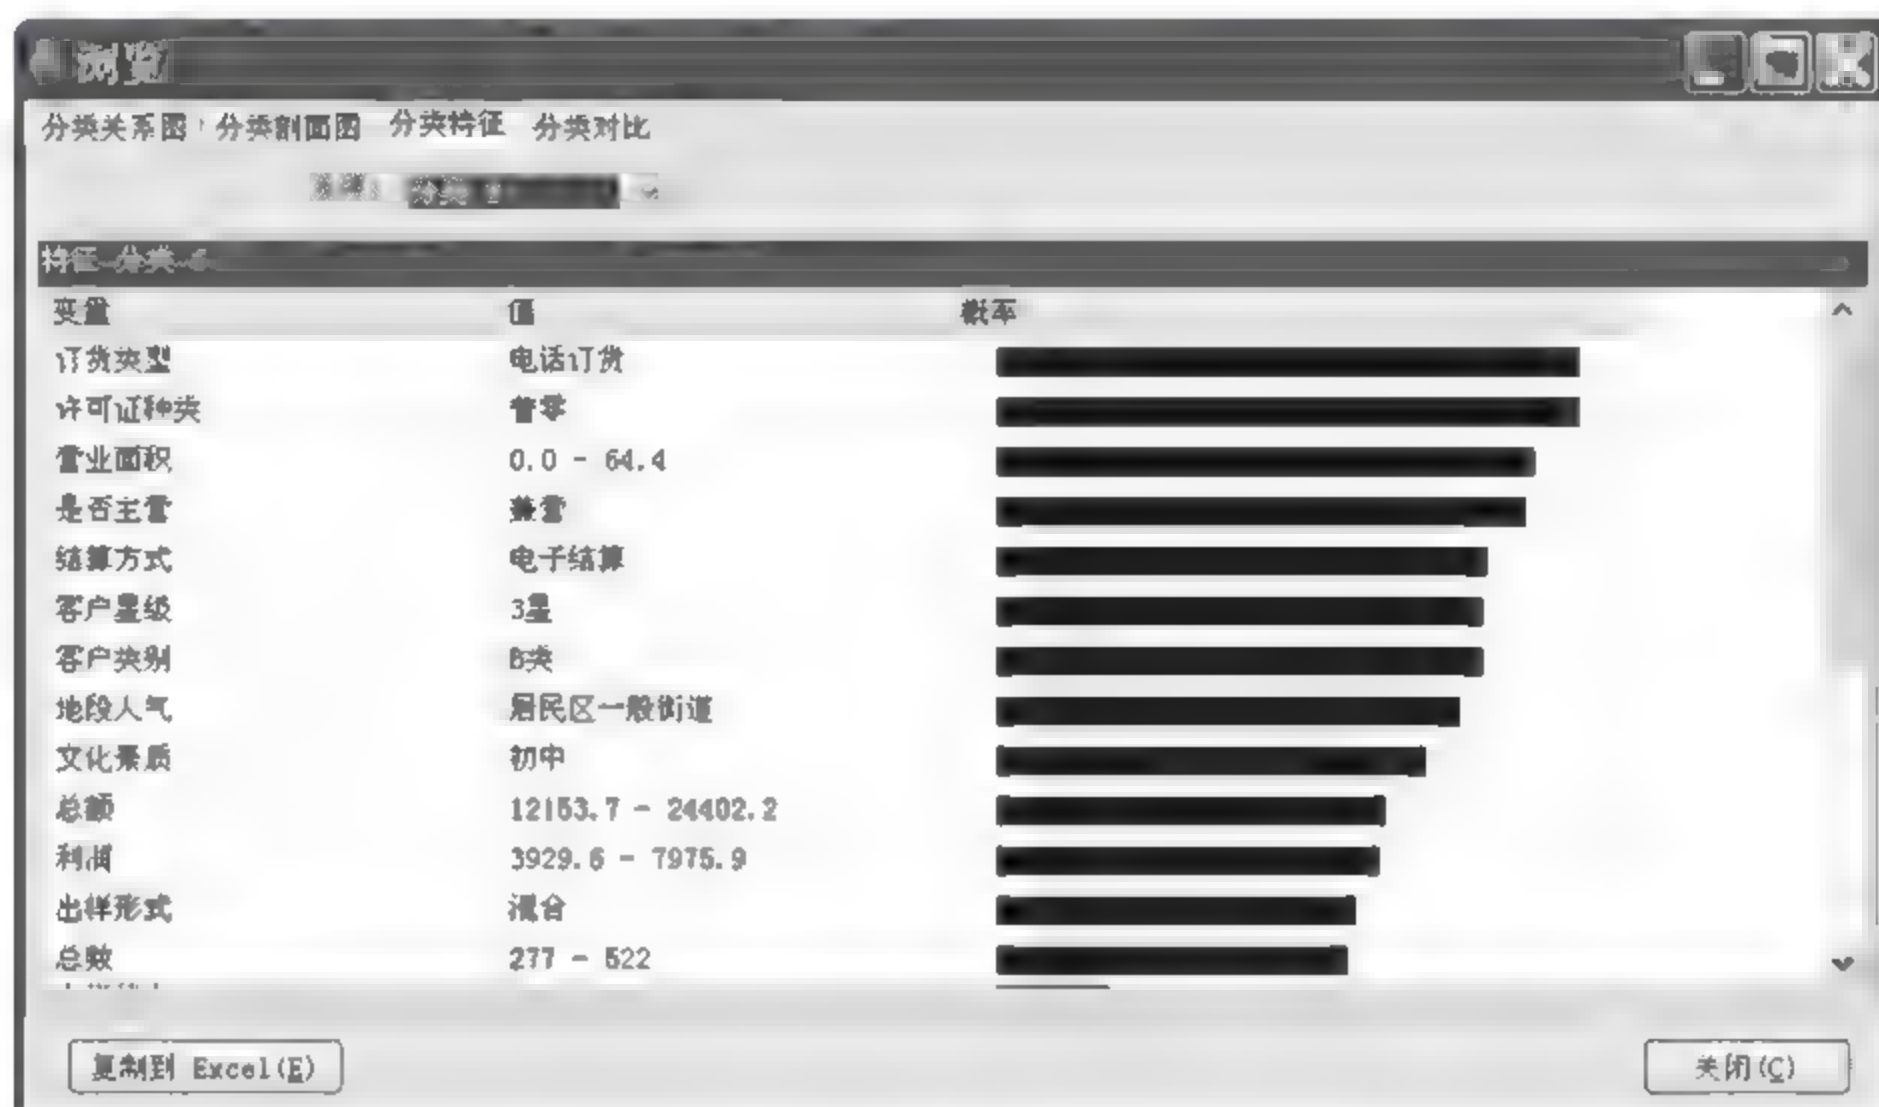 浏览
分类关系图 分类剖面图 分类特征 分类对比
分类
特征 分类 6
变量 值 概率
订货类型 电话订货
许可证种类 普零
营业面积 0.0 - 64.4
是否主营 兼营
结算方式 电子结算
客户星级 3星
客户类别 B类
地段人气 居民区一般街道
文化素质 初中
总额 12153.7 - 24402.2
利润 3929.6 - 7975.9
出样形式 混合
总数 277 - 522
复制到 Excel(E) 关闭(C)